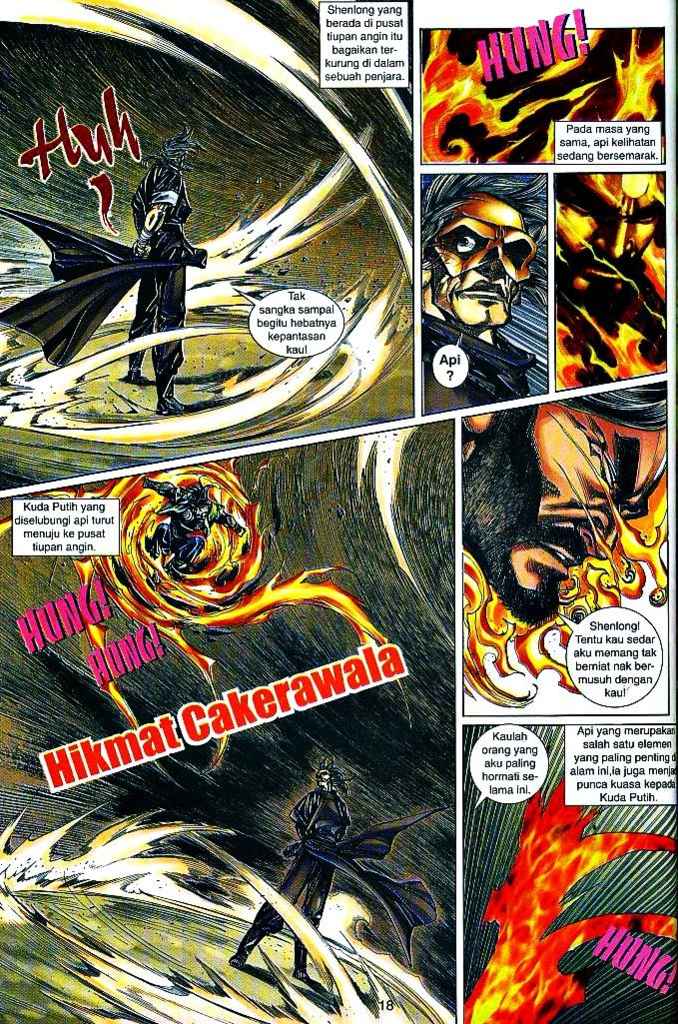 Shenlong yang
berada di pusat
tiupan angin itu
bagaikan ter-
kurung di dalam
sebuah penjara.
Huh
!
Tak
sangka sampai
begitu hebatnya
kepantasan
kau!
HUNG!
Pada masa yang
sama, api kelihatan
sedang bersemarak.
Api
?
Kuda Putih yang
diselubungi api turut
menuju ke pusat
tiupan angin.
HUNG!
HUNG!
Hikmat Cakerawala
Shenlong!
Tentu kau sedar
aku memang tak
berniat nak ber-
musuh dengan
kau!
Kaulah
orang yang
aku paling
hormati se-
lama ini.
Api yang merupakan
salah satu elemen
yang paling penting d
alam ini,ia juga menja
punca kuasa kepada
Kuda Putih.
HUNG!
18